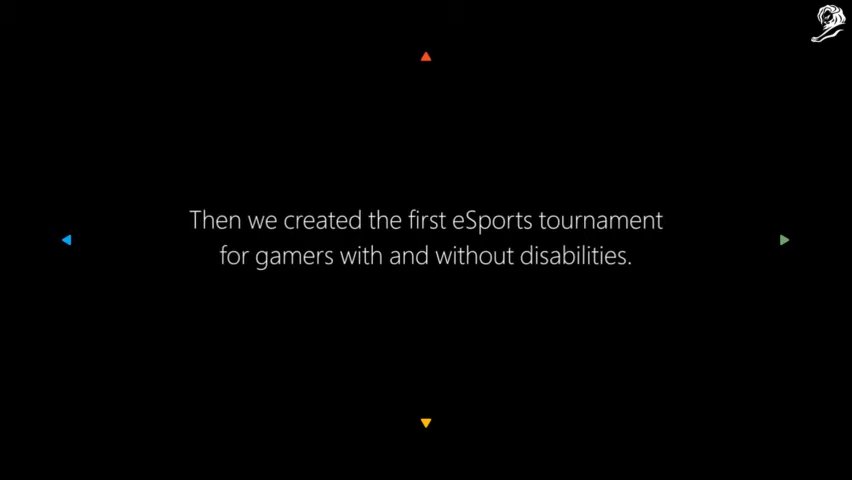 Then we created the first eSports tournament
for gamers with and without disabilities.